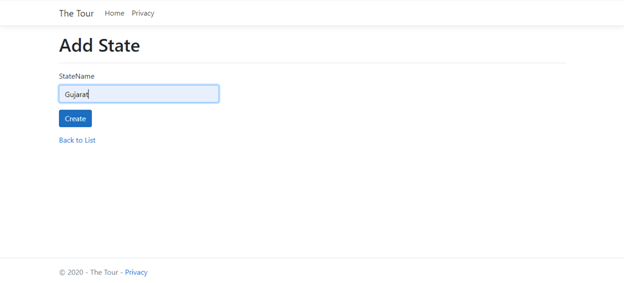 The Tour Home Privacy
Add State
StateName
Gujarat
Create
Back to List
© 2020 - The Tour - Privacy